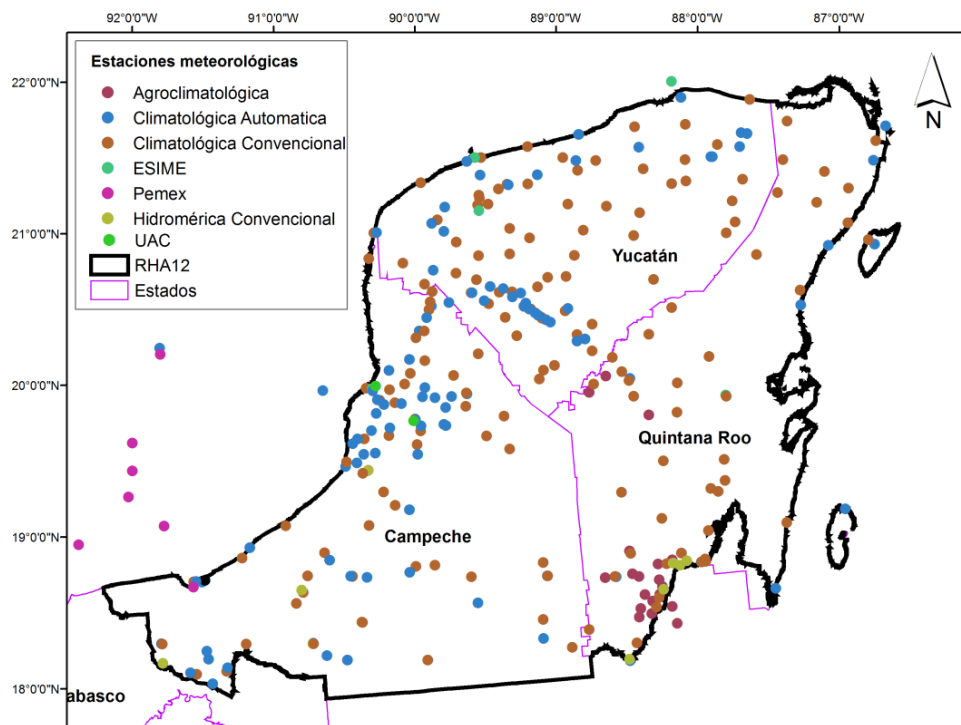 92°0'0"W 91°0'0"W 90°0'0"W 89°0'0"W 88°0'0"W 87°0'0"W
Estaciones meteorológicas
Agroclimatológica
Climatológica Automatica
Climatológica Convencional
ESIME
Pemex
Hidromérica Convencional
UAC
RHA12
Estados
N
22°0'0"N
21°0'0"N
Yucatán
20°0'0"N
Quintana Roo
19°0'0"N
Campeche
18°0'0"N
abasco